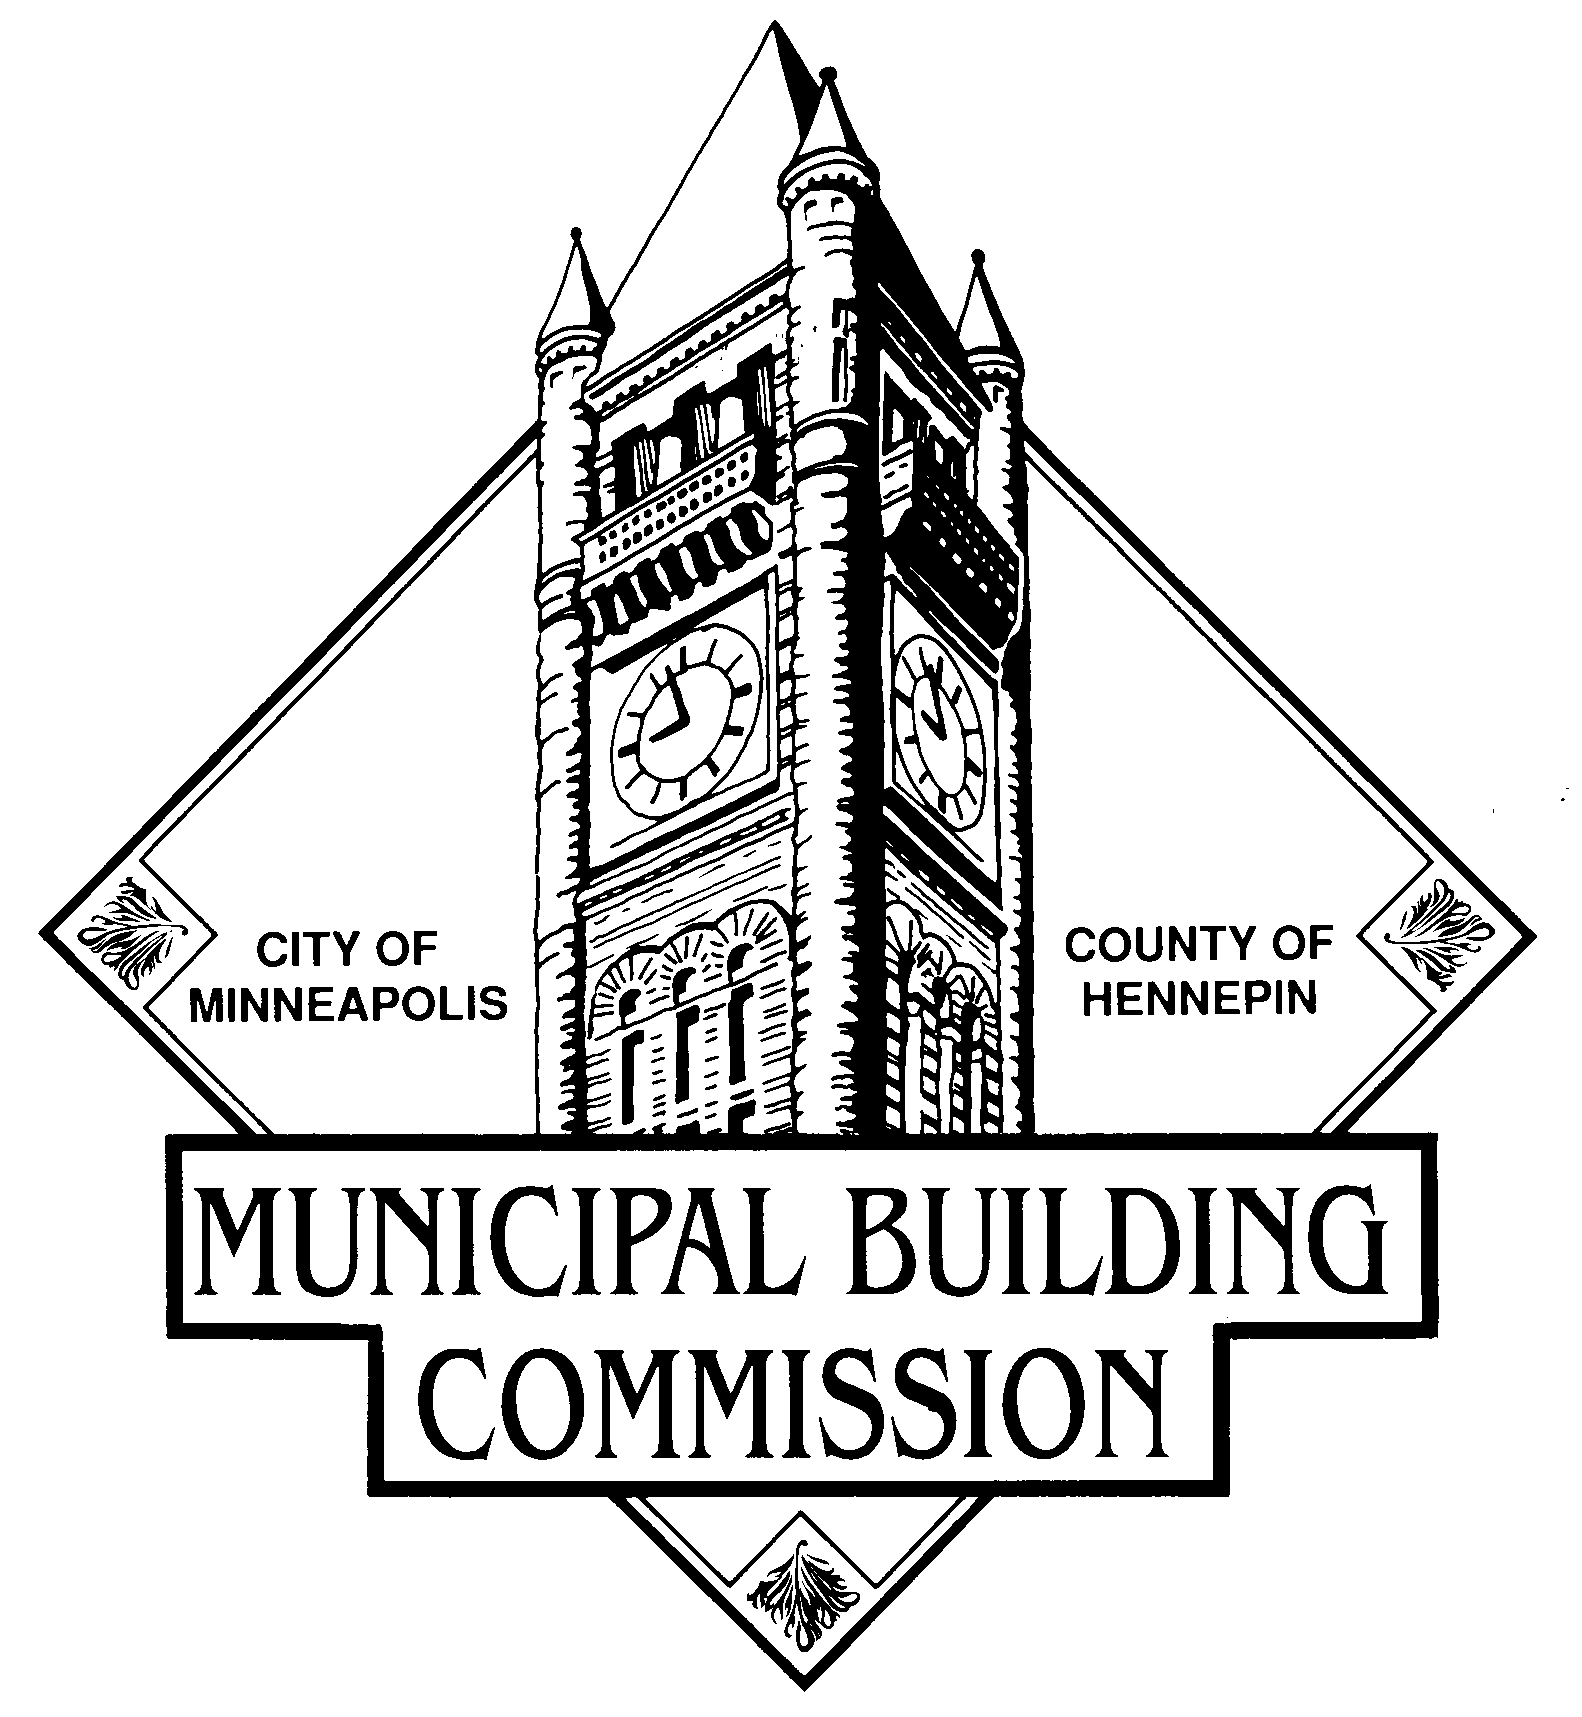 CITY OF
MINNEAPOLIS
COUNTY OF
HENNEPIN
MUNICIPAL BUILDING
COMMISSION